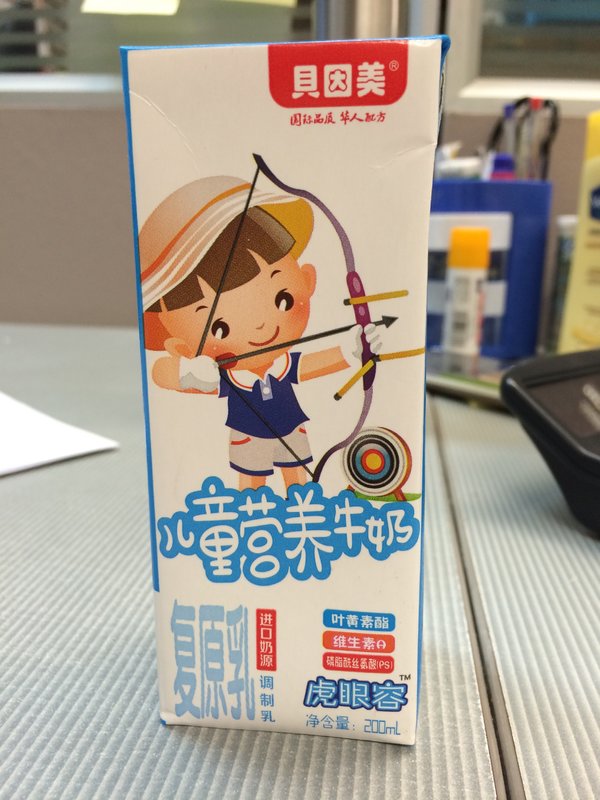 貝因美®
国际品质 华人配方
儿童营养牛奶
复原乳
进口奶源
调制乳
叶黄素酯
维生素A
磷脂酰丝氨酸(PS)
虎眼容™
净含量：200mL